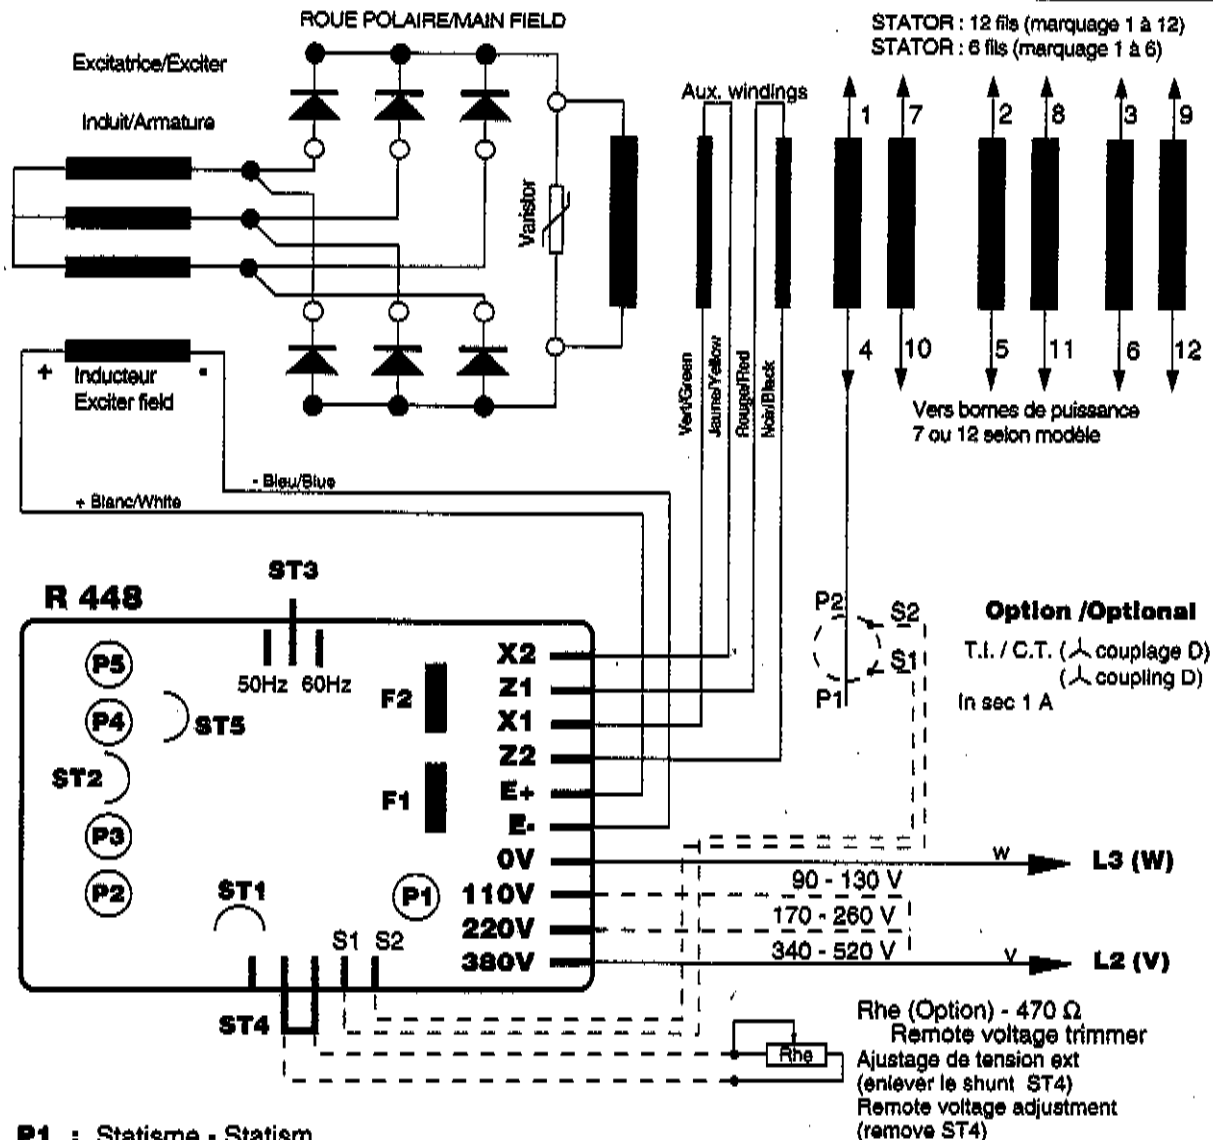 ROUE POLAIRE/MAIN FIELD
STATOR : 12 fils (marquage 1 à 12)
STATOR : 6 fils (marquage 1 à 6)
Excitatrice/Exciter
Induit/Armature
Aux. windings
1 7 2 8 3 9
Varistor
4 10 5 11 6 12
+ -
Inducteur
Exciter field
Vert/Green
Jaune/Yellow
Rouge/Red
Noir/Black
Vers bornes de puissance
7 ou 12 selon modèle
- Bleu/Blue
+ Blanc/White
ST3
R 448
50Hz 60Hz
P5
P4
ST5
ST2
P3
P2
ST1
F2
F1
P1
X2
Z1
X1
Z2
E+
E-
0V
110V
220V
380V
S1 S2
ST4
P2
S2
S1
P1
Option /Optional
T.I. / C.T. (⅄ couplage D)
(⅄ coupling D)
In sec 1 A
W
L3 (W)
90 - 130 V
170 - 260 V
340 - 520 V
V
L2 (V)
Rhe (Option) - 470 Ω
Remote voltage trimmer
Rhe
Ajustage de tension ext
(enlever le shunt ST4)
Remote voltage adjustment
(remove ST4)
P1 : Statisme - Statism